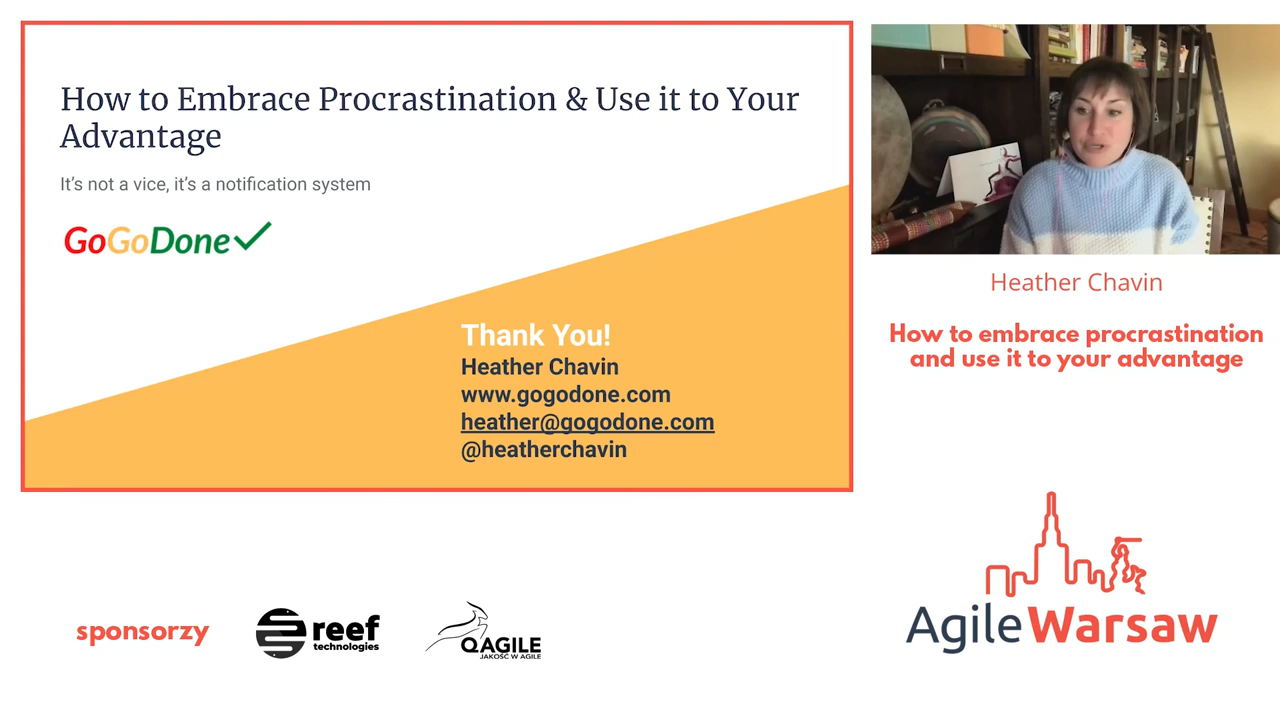 How to Embrace Procrastination & Use it to Your
Advantage
It’s not a vice, it’s a notification system
GoGoDone
Thank You!
Heather Chavin
www.gogodone.com
heather@gogodone.com
@heatherchavin
Heather Chavin
How to embrace procrastination
and use it to your advantage
sponsorzy
reef
technologies
QAGILE
JAKOŚĆ W AGILE
AgileWarsaw